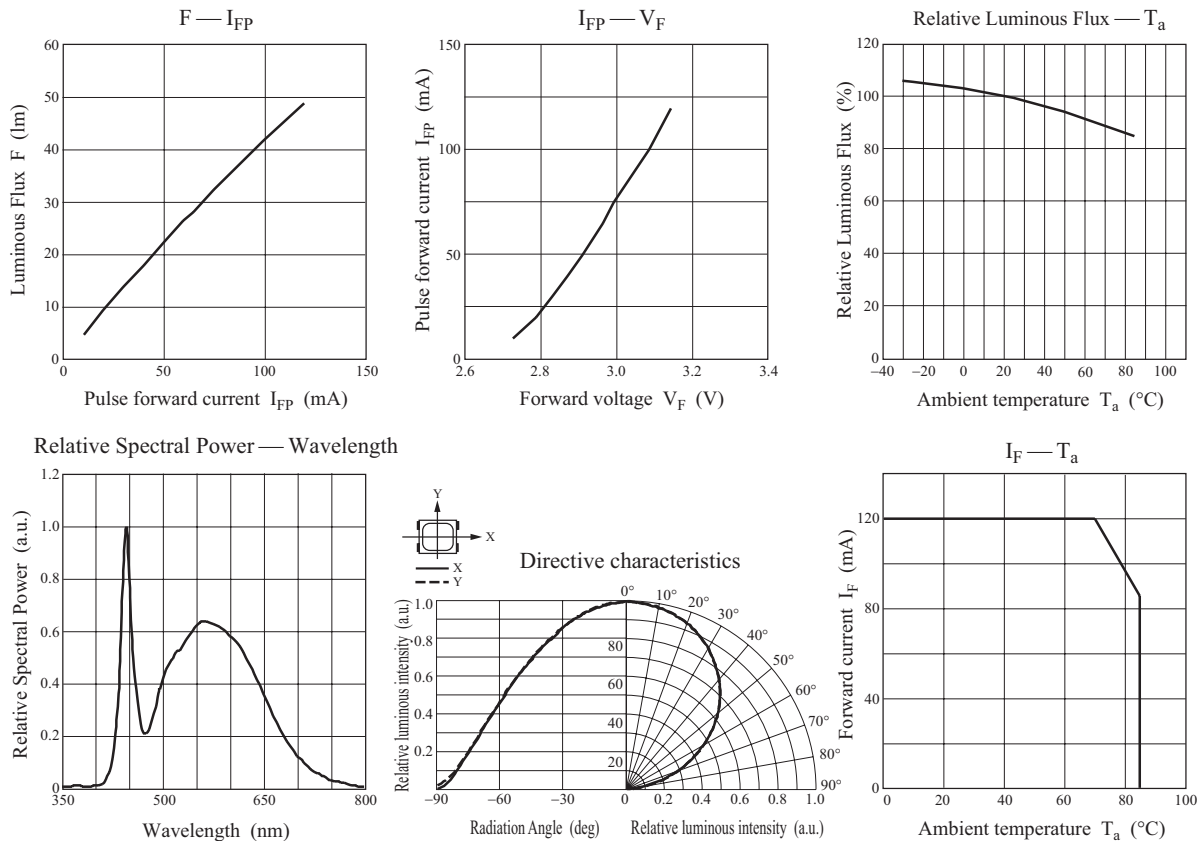 F — I_FP
Luminous Flux F (lm)
60
50
40
30
20
10
0
0 50 100 150
Pulse forward current I_FP (mA)
I_FP — V_F
Pulse forward current I_FP (mA)
150
100
50
0
2.6 2.8 3.0 3.2 3.4
Forward voltage V_F (V)
Relative Luminous Flux — T_a
Relative Luminous Flux (%)
120
100
80
60
40
20
0
–40 –20 0 20 40 60 80 100
Ambient temperature T_a (°C)
Relative Spectral Power — Wavelength
Relative Spectral Power (a.u.)
1.2
1.0
0.8
0.6
0.4
0.2
0
350 450 550 650 800
Wavelength (nm)
Y
X
X
Y
Directive characteristics
Relative luminous intensity (a.u.)
1.0
0.8
0.6
0.4
0.2
–90 –60 –30 0 0.2 0.4 0.6 0.8 1.0
80
60
40
20
0°
10°
20°
30°
40°
50°
60°
70°
80°
90°
Radiation Angle (deg)
Relative luminous intensity (a.u.)
I_F — T_a
Forward current I_F (mA)
120
80
40
0
0 20 40 60 80 100
Ambient temperature T_a (°C)